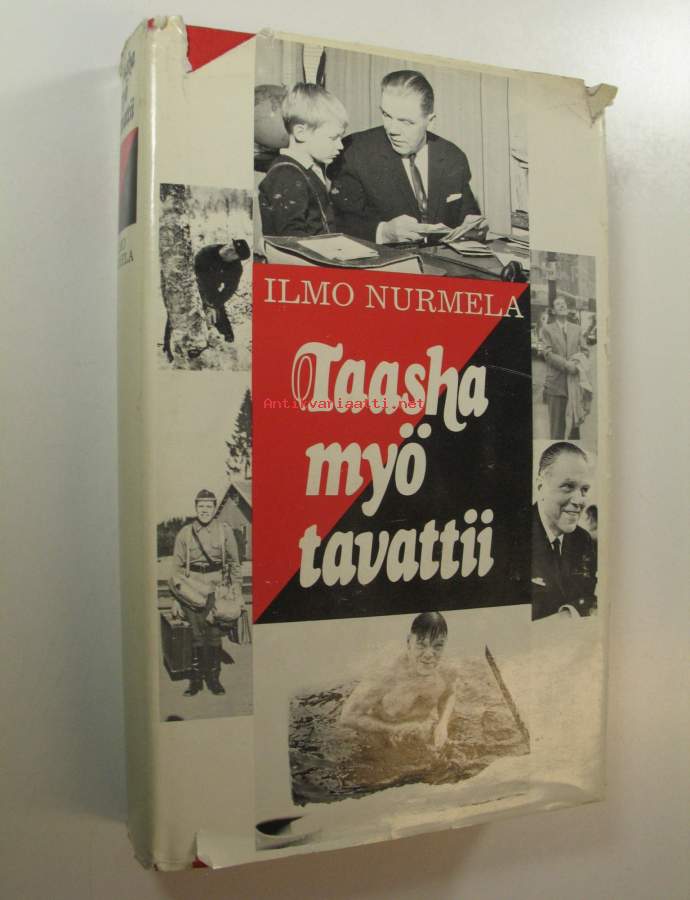 ILMO NURMELA
Taasha
Antikvariaatti.net
myö
tavattii